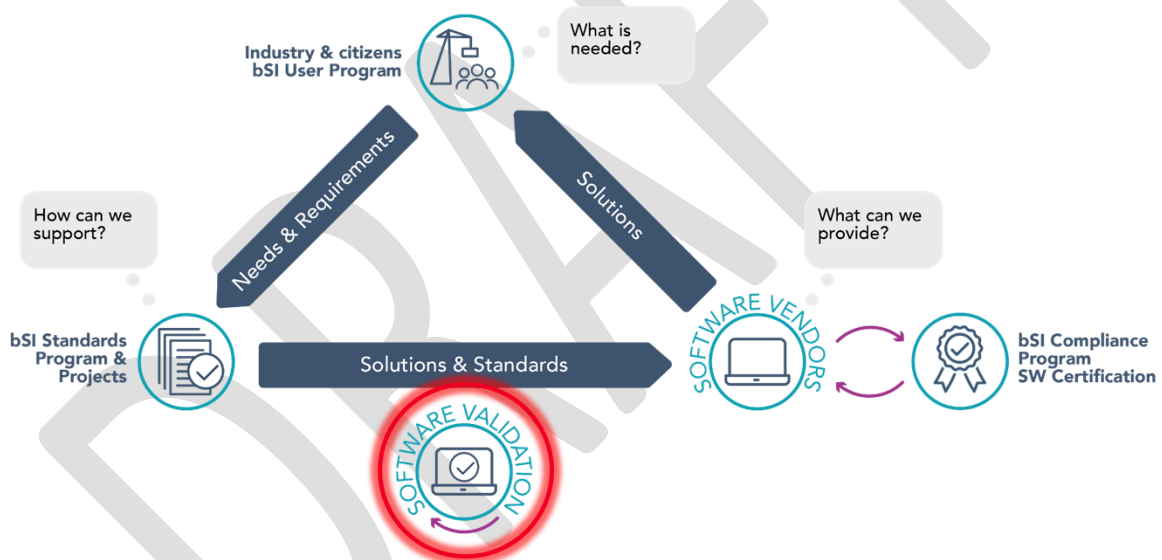 What is
needed?
Industry & citizens
bSI User Program
Needs & Requirements
Solutions
How can we
support?
What can we
provide?
bSI Standards
Program &
Projects
Solutions & Standards
SOFTWARE VENDORS
bSI Compliance
Program
SW Certification
SOFTWARE VALIDATION
DRAFT